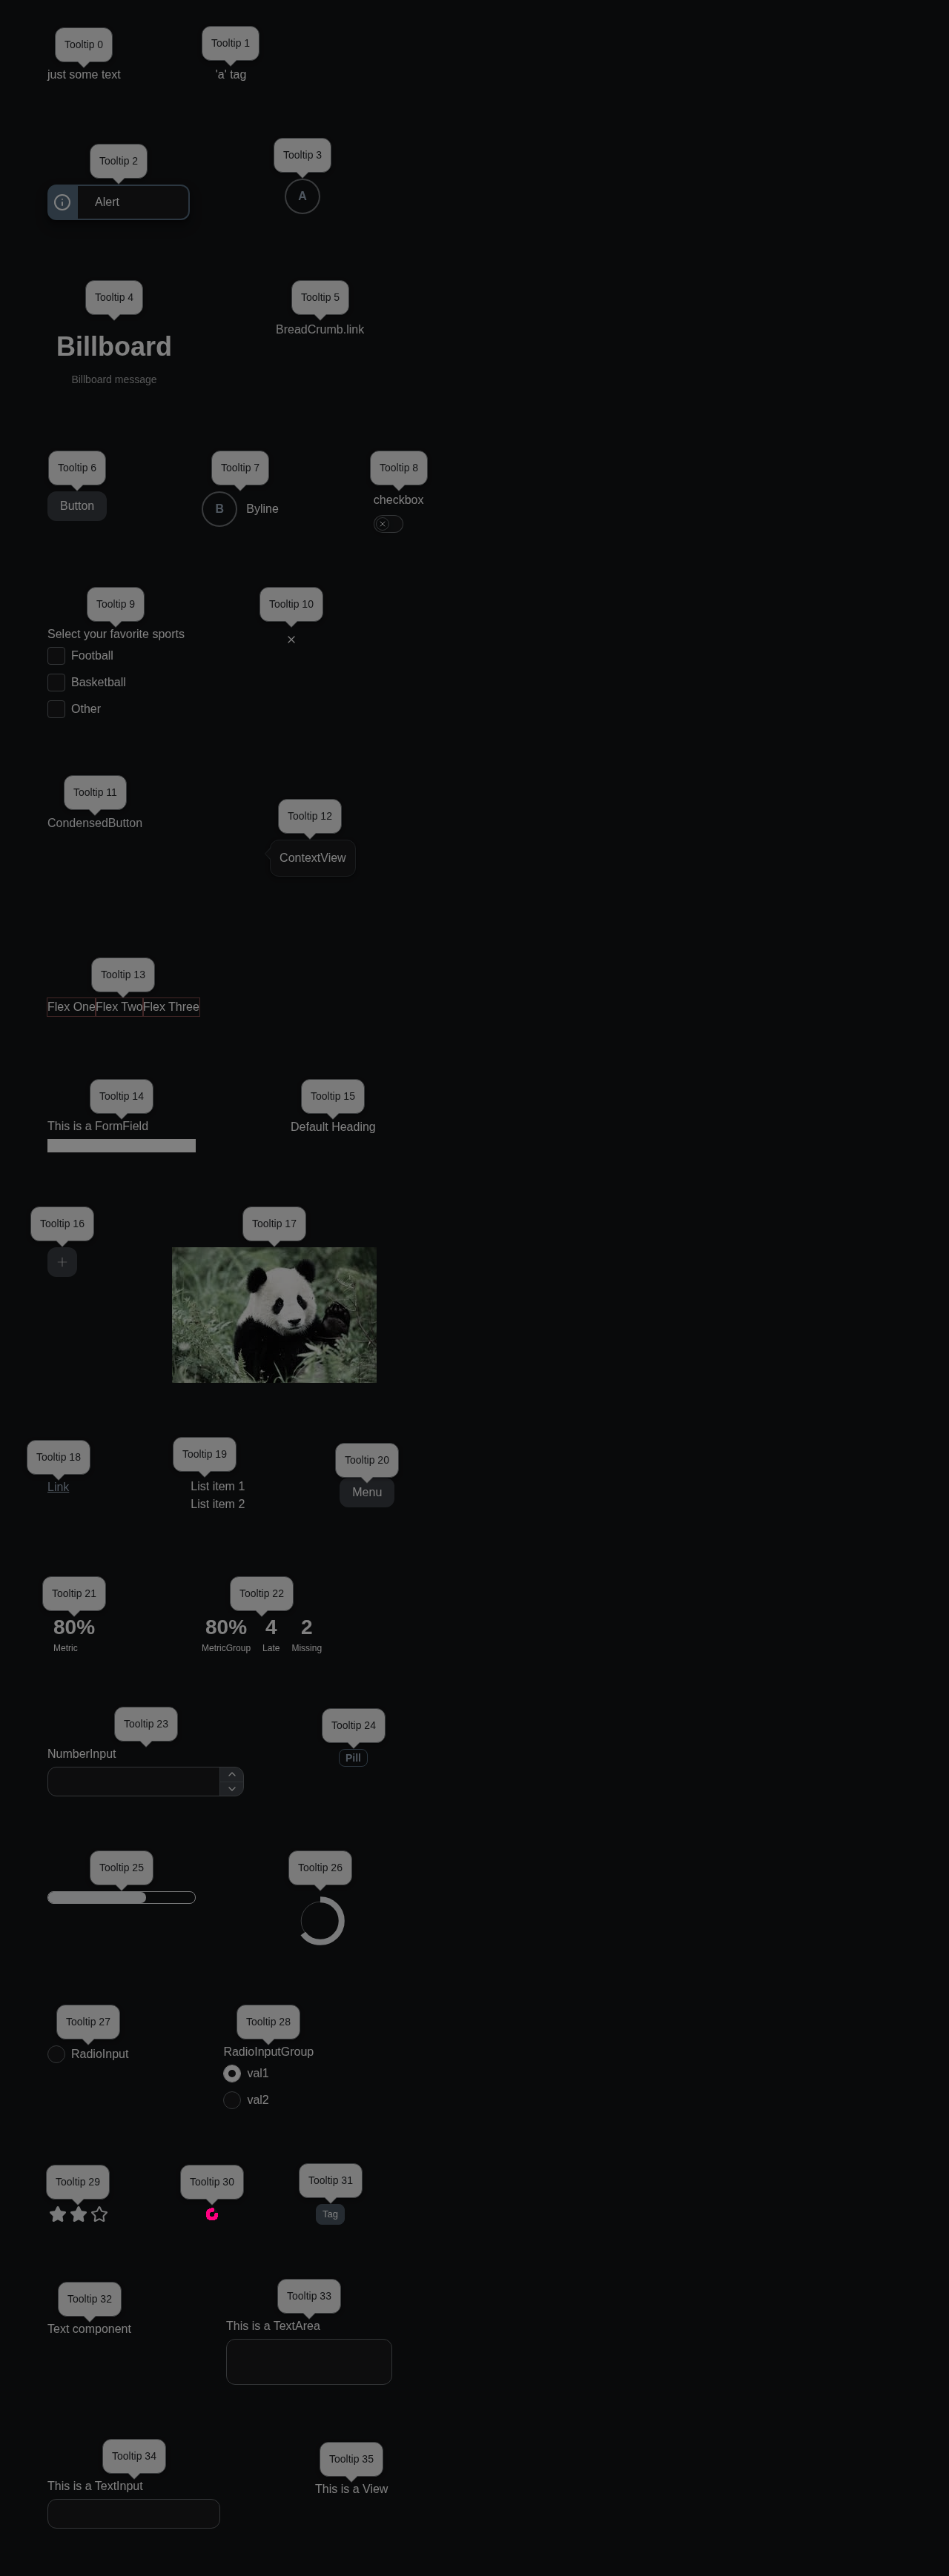 Tooltip 0
Tooltip 1
just some text
'a' tag
Tooltip 2
Tooltip 3
Alert
A
Tooltip 4
Tooltip 5
Billboard
BreadCrumb.link
Billboard message
Tooltip 6
Tooltip 7
Tooltip 8
Button
B
Byline
checkbox
Tooltip 9
Tooltip 10
Select your favorite sports
Football
Basketball
Other
Tooltip 11
Tooltip 12
CondensedButton
ContextView
Tooltip 13
Flex One
Flex Two
Flex Three
Tooltip 14
Tooltip 15
This is a FormField
Default Heading
Tooltip 16
Tooltip 17
Tooltip 18
Tooltip 19
Tooltip 20
Link
List item 1
List item 2
Menu
Tooltip 21
Tooltip 22
80%
Metric
80%
MetricGroup
4
Late
2
Missing
Tooltip 23
Tooltip 24
NumberInput
Pill
Tooltip 25
Tooltip 26
Tooltip 27
Tooltip 28
RadioInput
RadioInputGroup
val1
val2
Tooltip 29
Tooltip 30
Tooltip 31
Tag
Tooltip 32
Tooltip 33
Text component
This is a TextArea
Tooltip 34
Tooltip 35
This is a TextInput
This is a View